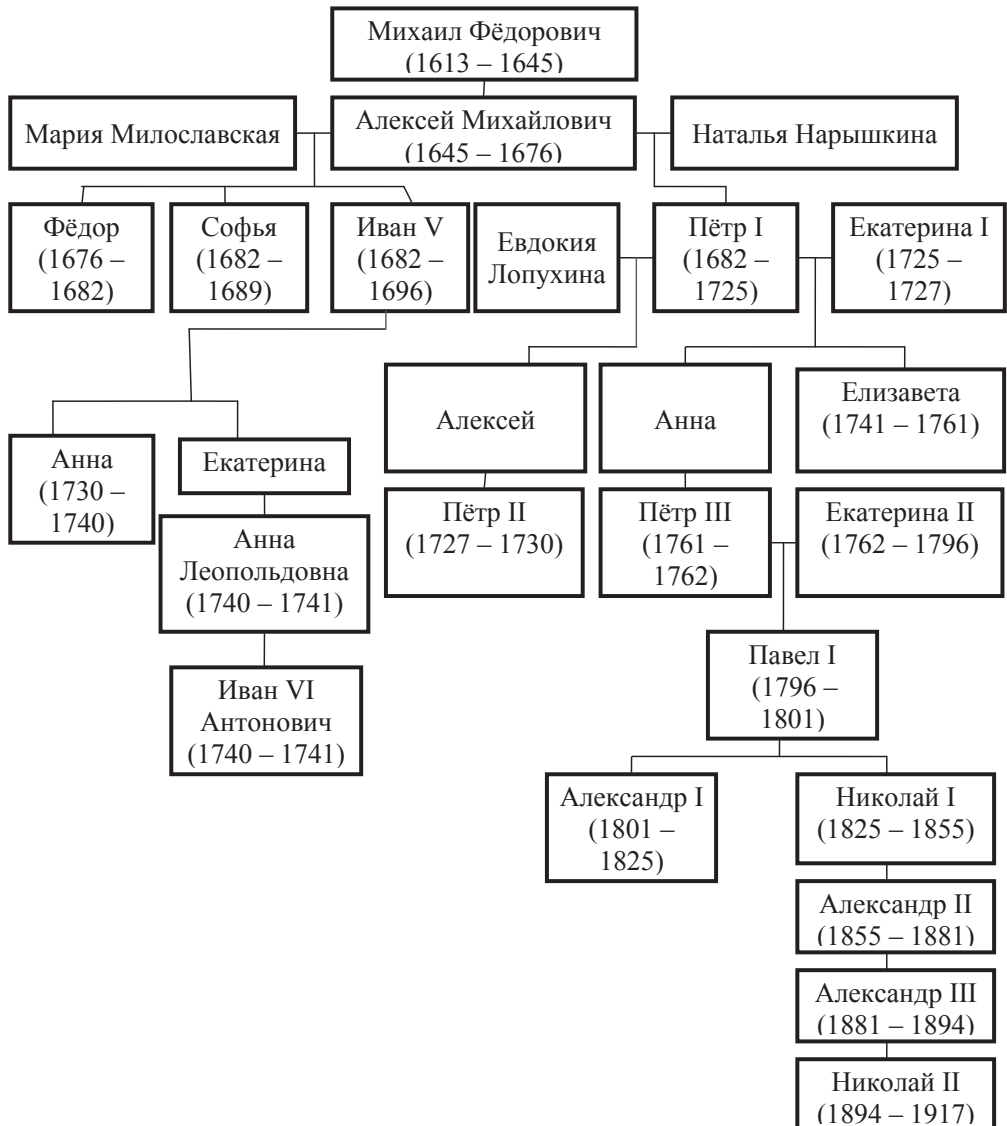 Михаил Фёдорович
(1613 – 1645)
Мария Милославская
Алексей Михайлович
(1645 – 1676)
Наталья Нарышкина
Фёдор
(1676 –
1682)
Софья
(1682 –
1689)
Иван V
(1682 –
1696)
Евдокия
Лопухина
Пётр I
(1682 –
1725)
Екатерина I
(1725 –
1727)
Алексей
Анна
Елизавета
(1741 – 1761)
Анна
(1730 –
1740)
Екатерина
Пётр II
(1727 – 1730)
Пётр III
(1761 –
1762)
Екатерина II
(1762 – 1796)
Анна
Леопольдовна
(1740 – 1741)
Иван VI
Антонович
(1740 – 1741)
Павел I
(1796 –
1801)
Александр I
(1801 –
1825)
Николай I
(1825 – 1855)
Александр II
(1855 – 1881)
Александр III
(1881 – 1894)
Николай II
(1894 – 1917)